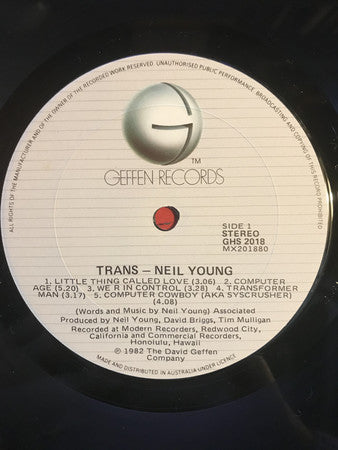 ALL RIGHTS OF THE MANUFACTURER AND OF THE OWNER OF THE RECORDED WORK RESERVED. UNAUTHORISED PUBLIC PERFORMANCE, BROADCASTING AND COPYING OF THIS RECORD PROHIBITED
G
TM
GEFFEN RECORDS
SIDE 1
STEREO
GHS 2018
MX201880
TRANS – NEIL YOUNG
1. LITTLE THING CALLED LOVE (3.10) 2. COMPUTER
AGE (5.20) 3. WE R IN CONTROL (3.28) 4. TRANSFORMER
MAN (3.17) 5. COMPUTER COWBOY (AKA SYSCRUSHER)
(4.08)
(Words and Music by Neil Young) Associated
Produced by Neil Young, David Briggs, Tim Mulligan
Recorded at Modern Recorders, Redwood City,
California and Commercial Recorders,
Honolulu, Hawaii
℗ 1982 The David Geffen
Company
MADE AND DISTRIBUTED IN AUSTRALIA UNDER LICENCE